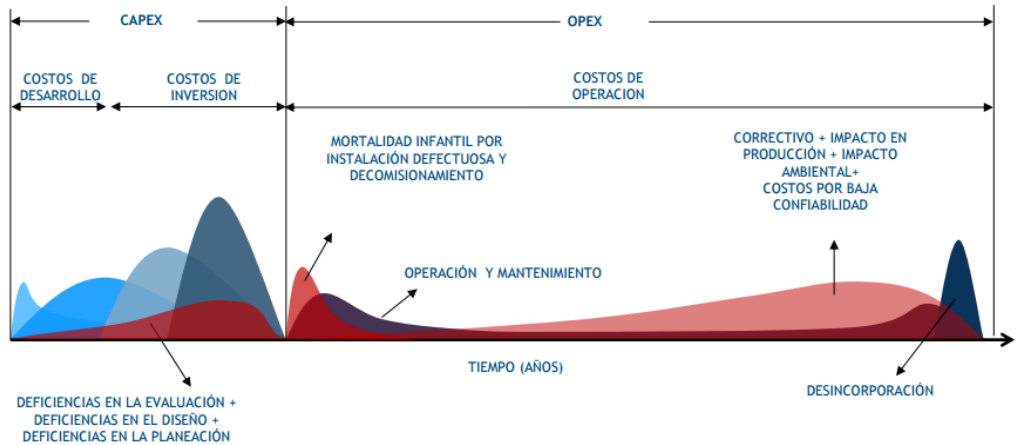 CAPEX
OPEX
COSTOS DE
DESARROLLO
COSTOS DE
INVERSION
COSTOS DE
OPERACION
MORTALIDAD INFANTIL POR
INSTALACIÓN DEFECTUOSA Y
DECOMISIONAMIENTO
CORRECTIVO + IMPACTO EN
PRODUCCIÓN + IMPACTO
AMBIENTAL+
COSTOS POR BAJA
CONFIABILIDAD
OPERACIÓN Y MANTENIMIENTO
TIEMPO (AÑOS)
DESINCORPORACIÓN
DEFICIENCIAS EN LA EVALUACIÓN +
DEFICIENCIAS EN EL DISEÑO +
DEFICIENCIAS EN LA PLANEACIÓN